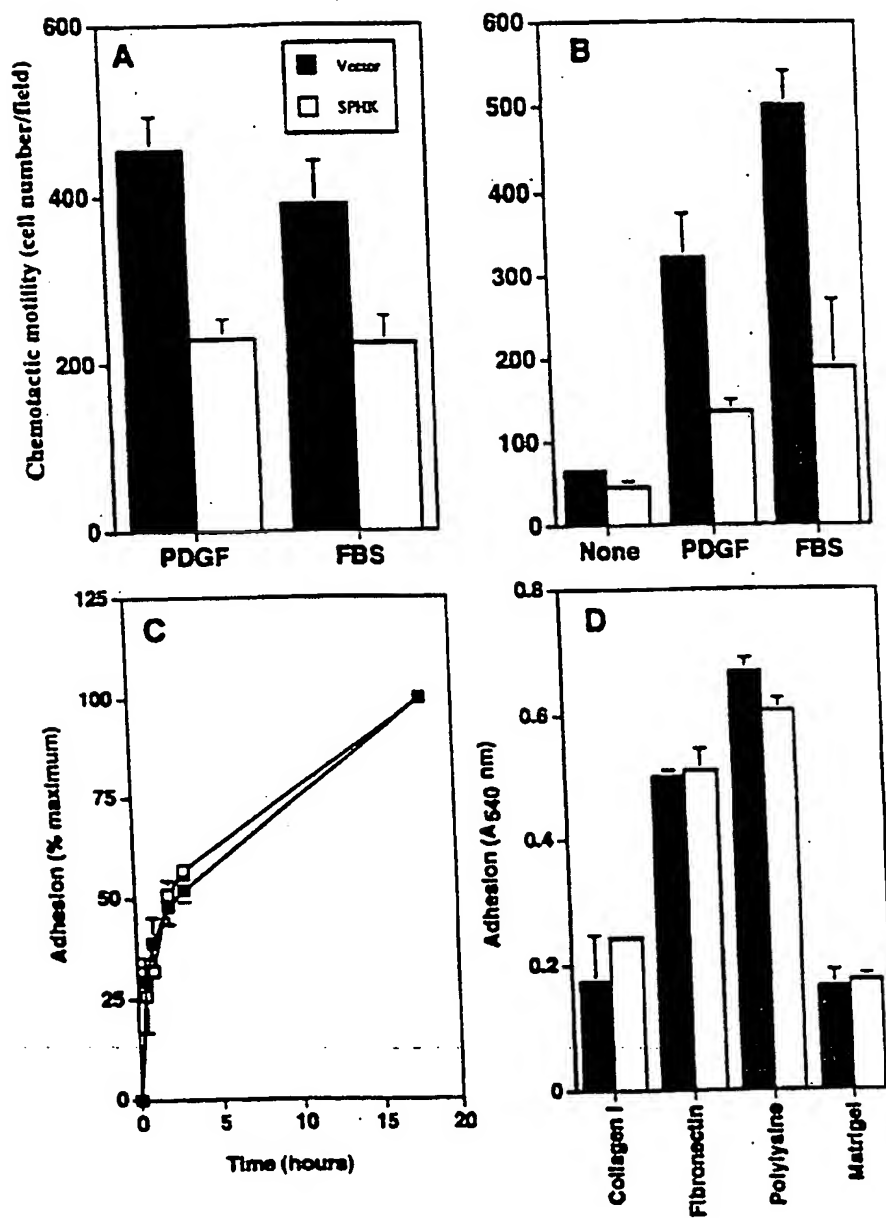 A
Vector
SPHK
Chemotactic motility (cell number/field)
600
400
200
0
PDGF FBS
B
600
500
400
300
200
100
0
None PDGF FBS
C
Adhesion (% maximum)
125
100
75
50
25
0
0 5 10 15 20
Time (hours)
D
Adhesion (A540 nm)
0.8
0.6
0.4
0.2
0
Collagen I
Fibronectin
Polylysine
Matrigel